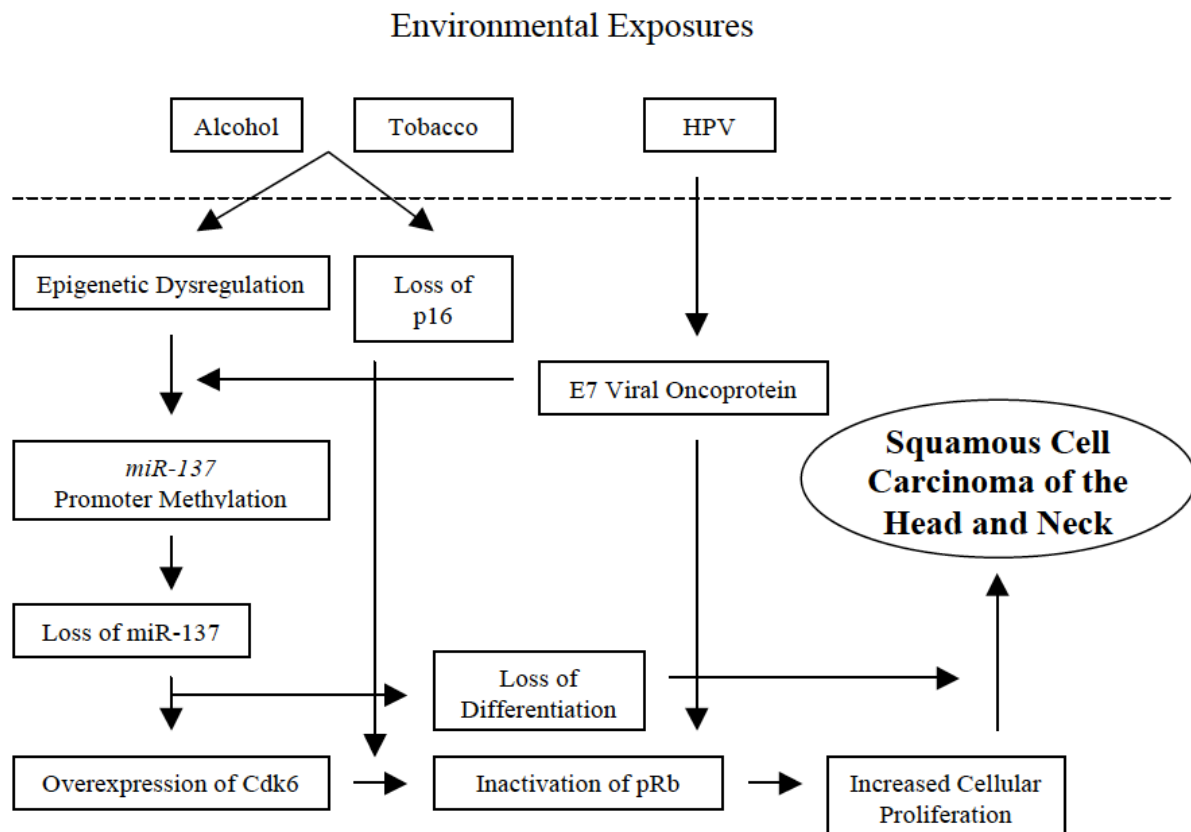 Environmental Exposures
Alcohol
Tobacco
HPV
Epigenetic Dysregulation
Loss of
p16
E7 Viral Oncoprotein
Squamous Cell
Carcinoma of the
Head and Neck
miR-137
Promoter Methylation
Loss of miR-137
Loss of
Differentiation
Overexpression of Cdk6
Inactivation of pRb
Increased Cellular
Proliferation